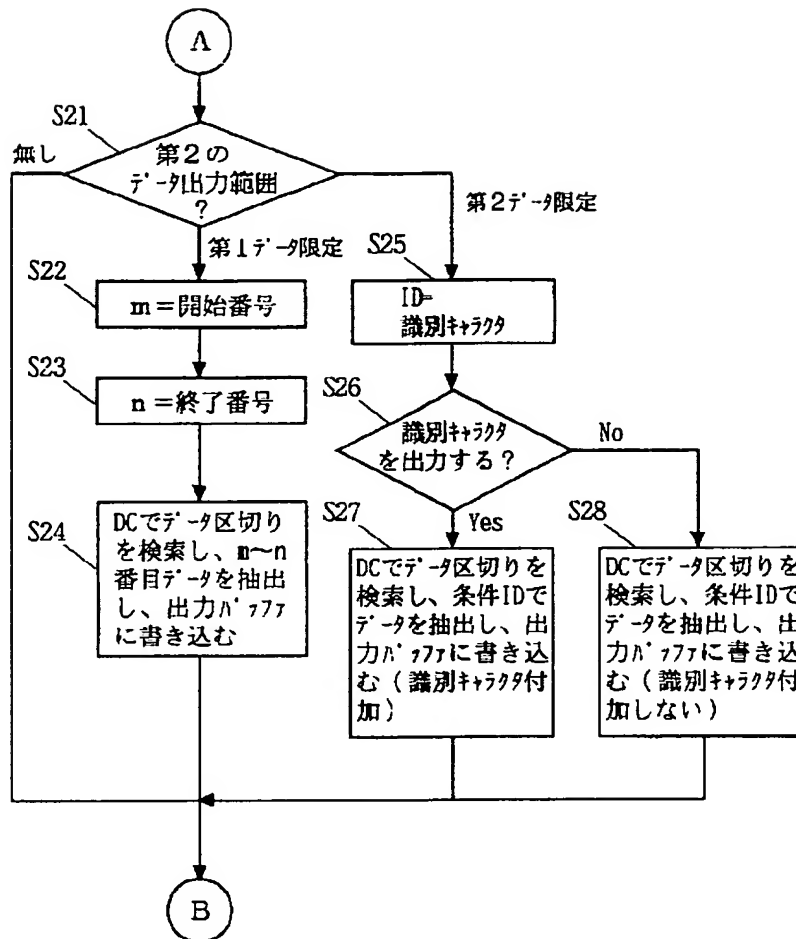 A
S21
無し
第2の
データ出力範囲
?
第1データ限定
第2データ限定
S22
m=開始番号
S23
n=終了番号
S24
DCでデータ区切り
を検索し、m~n
番目データを抽出
し、出力バッファ
に書き込む
S25
ID=
識別キャラクタ
S26
識別キャラクタ
を出力する?
No
Yes
S27
DCでデータ区切りを
検索し、条件IDで
データを抽出し、出
力バッファに書き込
む(識別キャラクタ付
加)
S28
DCでデータ区切りを
検索し、条件IDで
データを抽出し、出
力バッファに書き込
む(識別キャラクタ付
加しない)
B